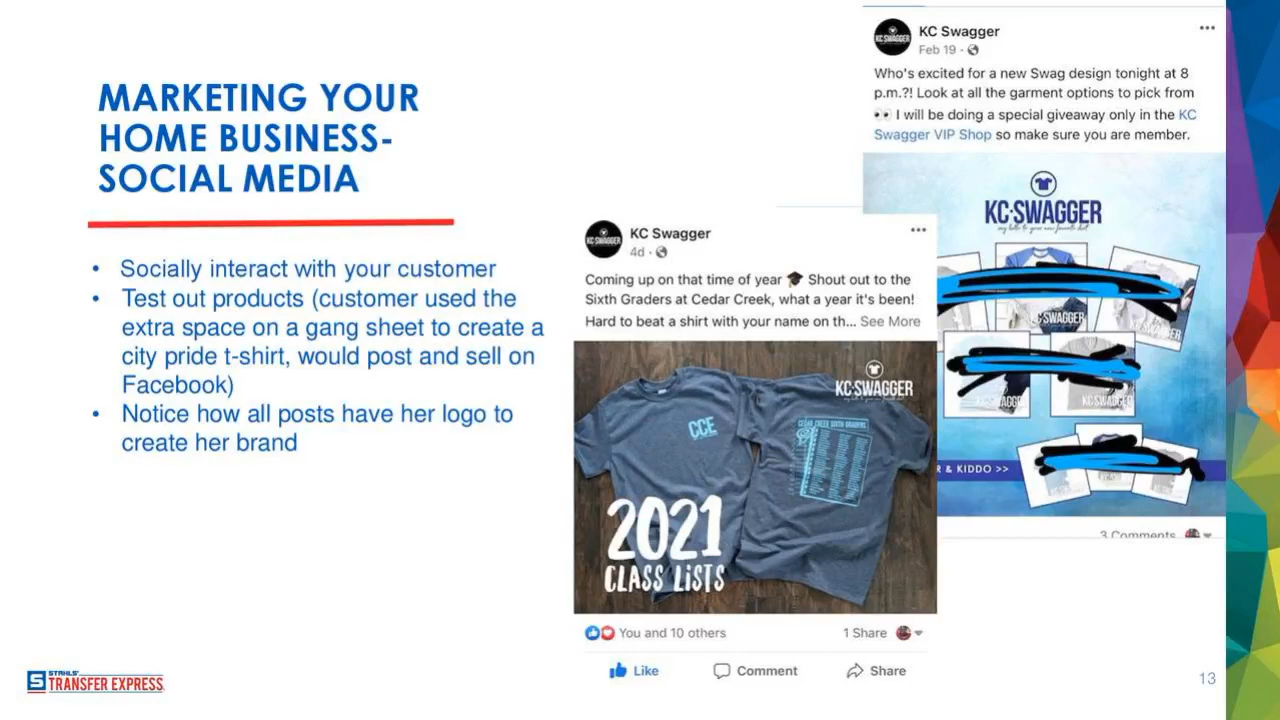 MARKETING YOUR
HOME BUSINESS-
SOCIAL MEDIA
• Socially interact with your customer
• Test out products (customer used the
extra space on a gang sheet to create a
city pride t-shirt, would post and sell on
Facebook)
• Notice how all posts have her logo to
create her brand
KC Swagger
4d
Coming up on that time of year 🎓 Shout out to the
Sixth Graders at Cedar Creek, what a year it's been!
Hard to beat a shirt with your name on th... See More
KC·SWAGGER
CCE
CEDAR CREEK SIXTH GRADERS
2021
CLASS LISTS
You and 10 others
1 Share
Like
Comment
Share
KC Swagger
Feb 19
Who's excited for a new Swag design tonight at 8
p.m.?! Look at all the garment options to pick from
👀 I will be doing a special giveaway only in the KC
Swagger VIP Shop so make sure you are member.
KC·SWAGGER
R & KIDDO >>
3 Comments
STAHLS'
TRANSFER EXPRESS
13